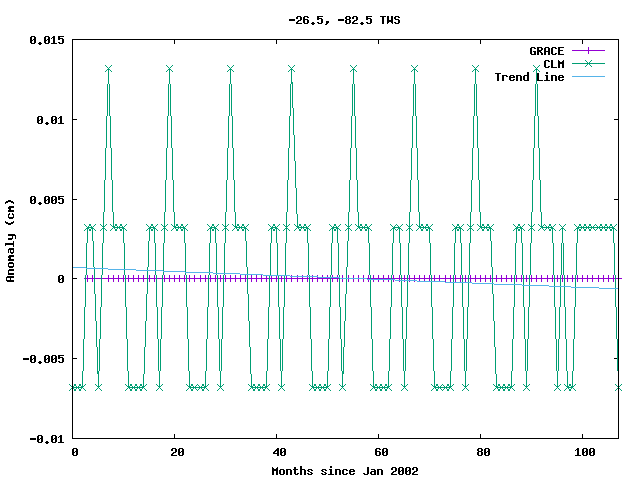 -26.5, -82.5 TWS
0.015
0.01
0.005
0
-0.005
-0.01
Anomaly (cm)
GRACE
CLM
Trend Line
0 20 40 60 80 100
Months since Jan 2002